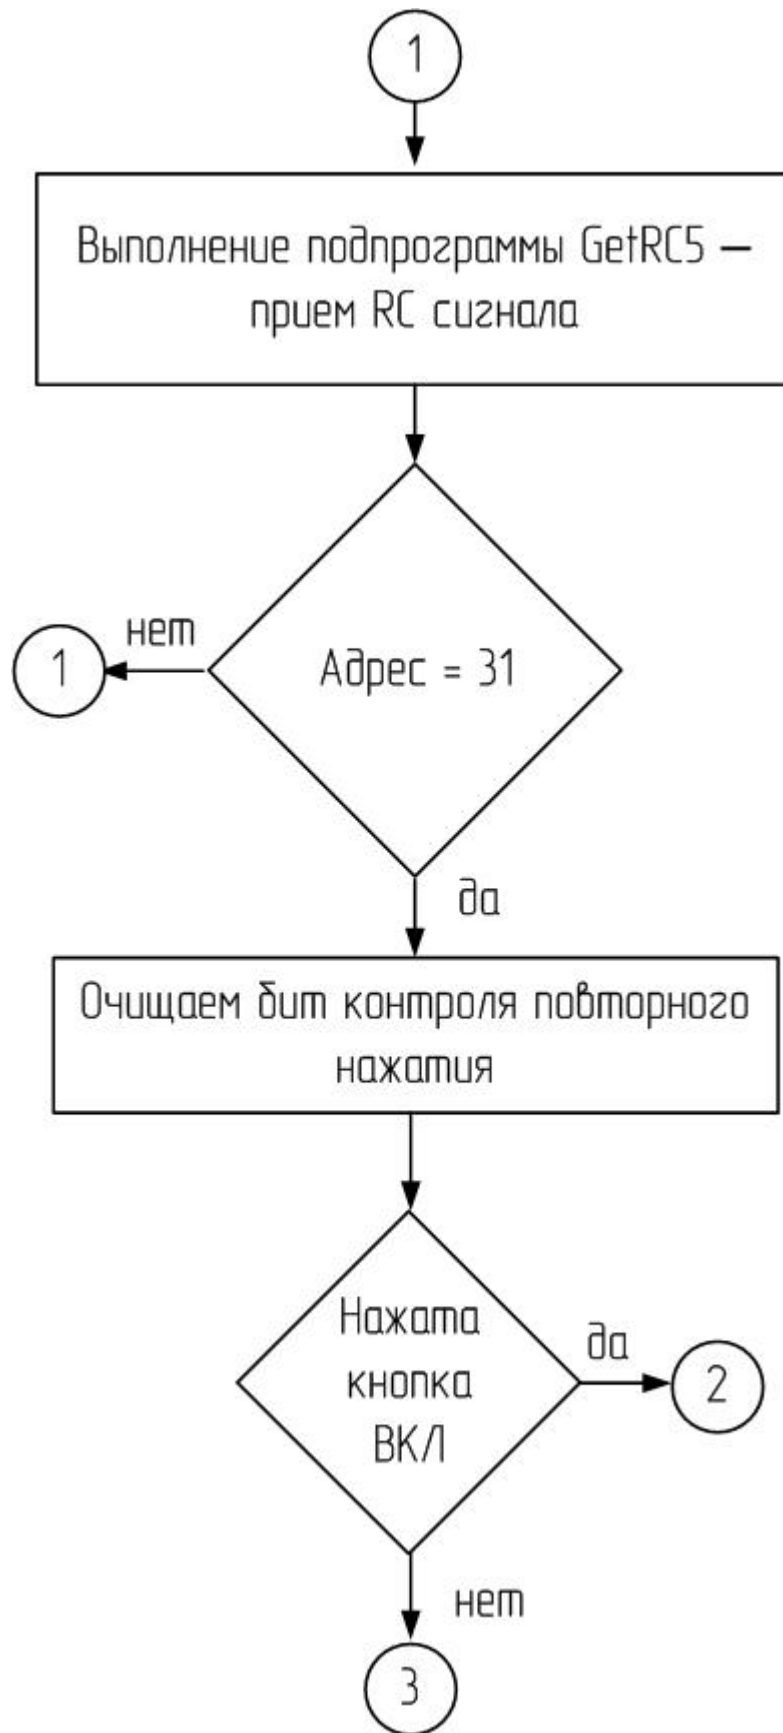 1
Выполнение подпрограммы GetRC5 –
прием RC сигнала
нет
1
Адрес = 31
да
Очищаем бит контроля повторного
нажатия
Нажата
кнопка
ВКЛ
да
2
нет
3